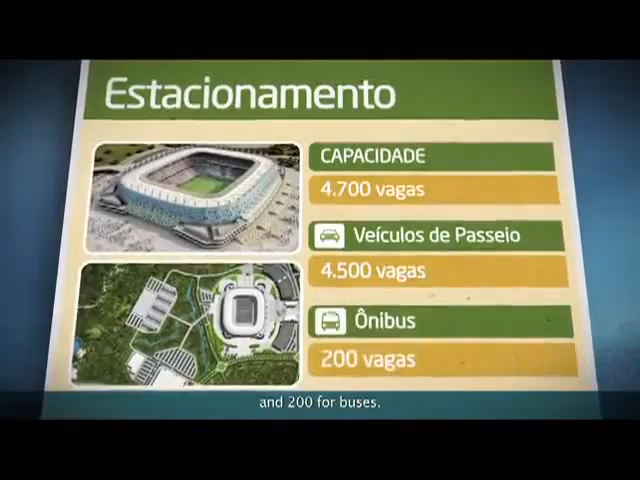 Estacionamento
CAPACIDADE
4.700 vagas
Veículos de Passeio
4.500 vagas
Ônibus
200 vagas
and 200 for buses.